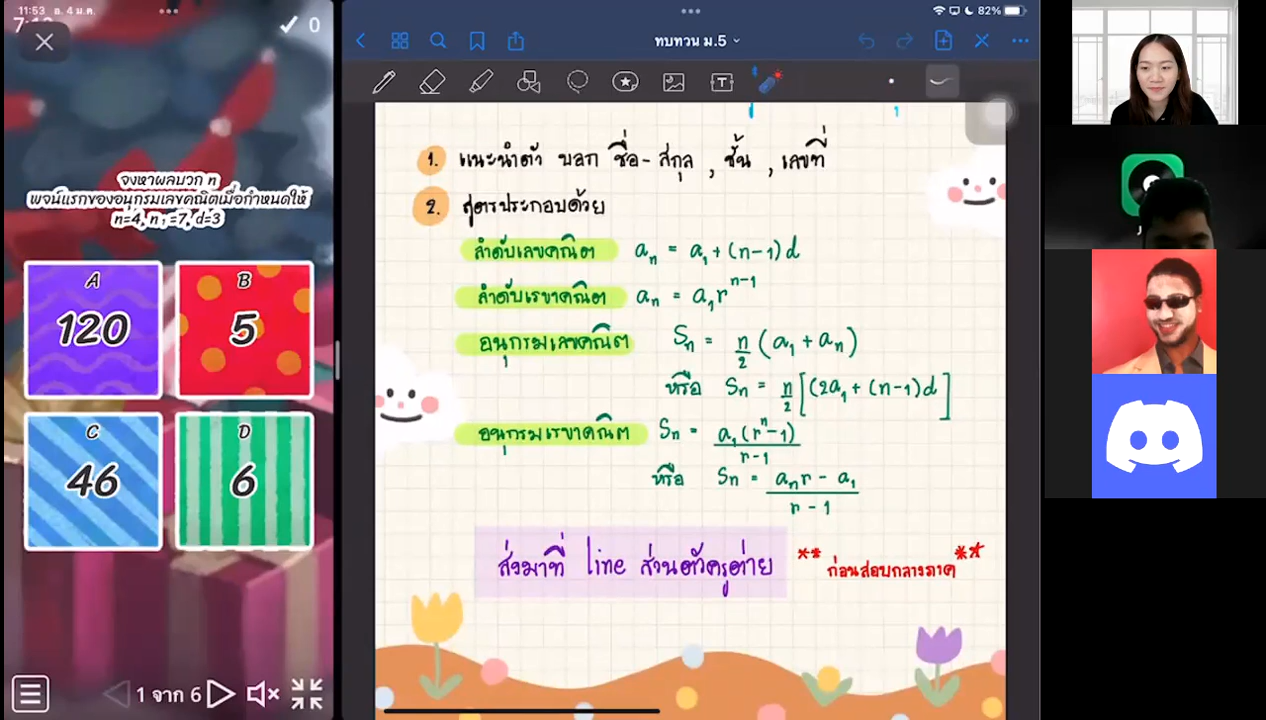 11:53 อ. 4 ม.ค.
✓ 0
จงหาผลบวก n
พจน์แรกของอนุกรมเลขคณิตเมื่อกำหนดให้
n=4, n₁=7, d=3
A
120
B
5
C
46
D
6
1 จาก 6
82%
ทบทวน ม.5
1. แนะนำตัว บอก ชื่อ-สกุล , ชั้น , เลขที่
2. สูตรประกอบด้วย
ลำดับเลขคณิต aₙ = a₁ + (n-1)d
ลำดับเรขาคณิต aₙ = a₁rⁿ⁻¹
อนุกรมเลขคณิต Sₙ = n/2 (a₁ + aₙ)
หรือ Sₙ = n/2 [(2a₁ + (n-1)d]
อนุกรมเรขาคณิต Sₙ = a₁(rⁿ-1) / r-1
หรือ Sₙ = aₙr - a₁ / r - 1
ส่งมาที่ line ส่วนตัวครูต่าย ** ก่อนสอบกลางภาค **